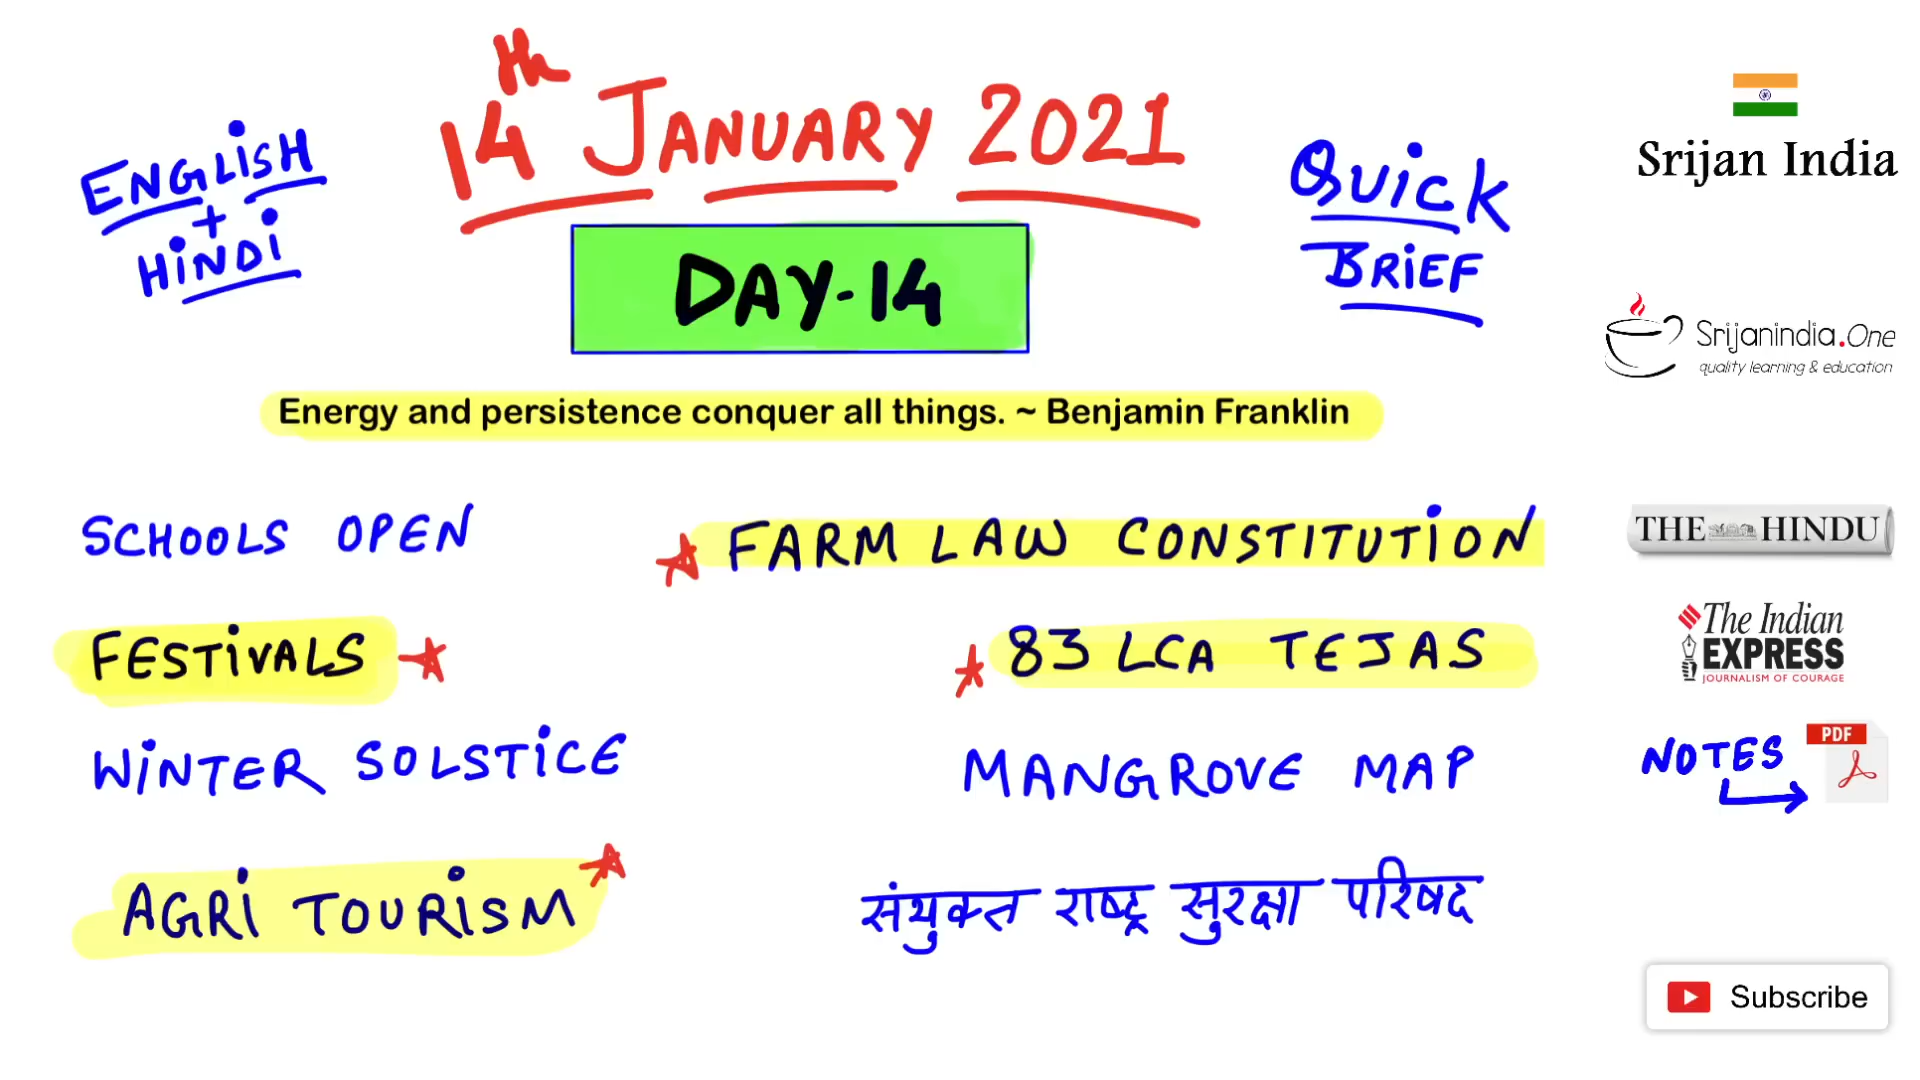 14th JANUARY 2021
ENGLISH
+
HINDI
QUICK
BRIEF
DAY-14
Srijan India
Srijanindia.One
quality learning & education
Energy and persistence conquer all things. ~ Benjamin Franklin
SCHOOLS OPEN
FARM LAW CONSTITUTION
THE HINDU
FESTIVALS
83 LCA TEJAS
The Indian
EXPRESS
JOURNALISM OF COURAGE
WINTER SOLSTICE
MANGROVE MAP
NOTES
PDF
AGRI TOURISM
संयुक्त राष्ट्र सुरक्षा परिषद
Subscribe